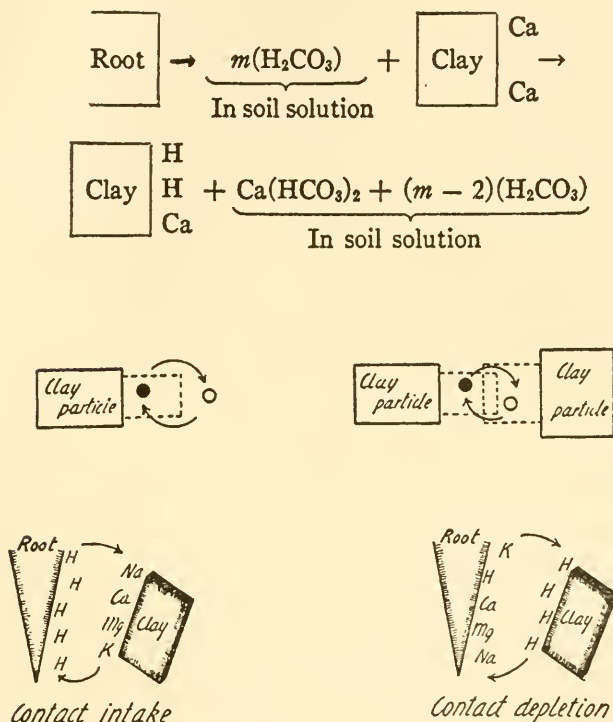 Root → m(H₂CO₃) + Clay Ca Ca →
In soil solution
Clay H H Ca + Ca(HCO₃)₂ + (m − 2)(H₂CO₃)
In soil solution
Clay particle
Clay particle
Clay particle
Root H H H H H
Na Ca Mg K Clay
Contact intake
Root K H Ca Mg Na
H H H H Clay
Contact depletion